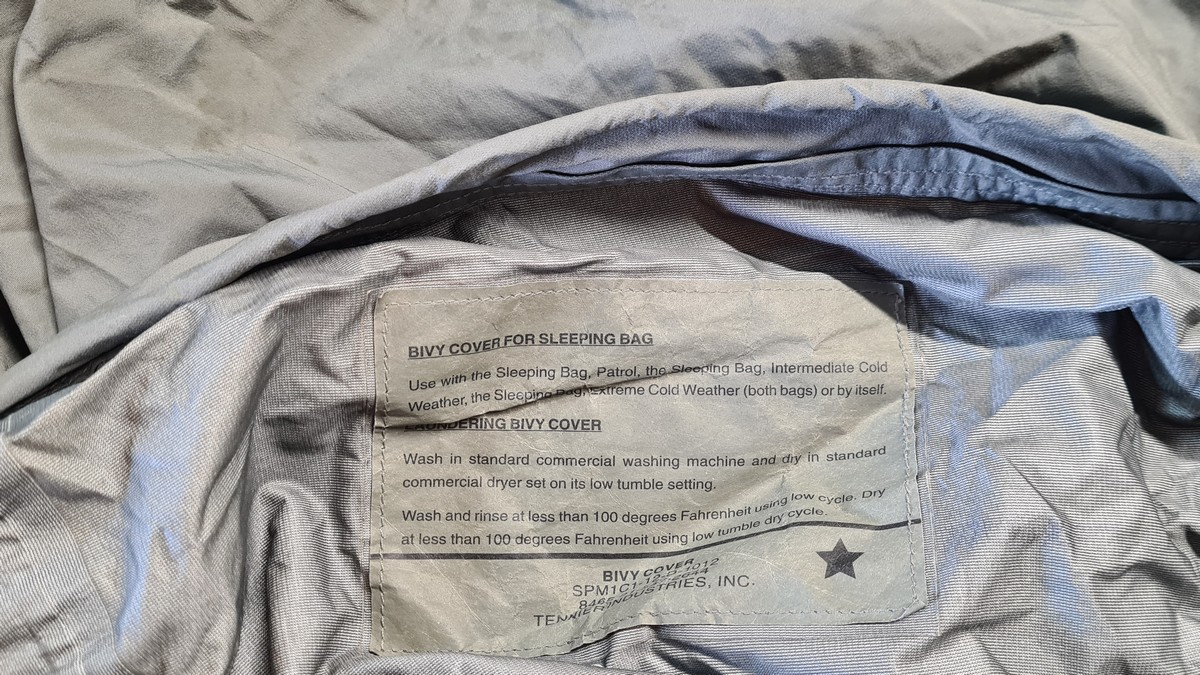 BIVY COVER FOR SLEEPING BAG
Use with the Sleeping Bag, Patrol, the Sleeping Bag, Intermediate Cold
Weather, the Sleeping Bag, Extreme Cold Weather (both bags) or by itself.
LAUNDERING BIVY COVER
Wash in standard commercial washing machine and dry in standard
commercial dryer set on its low tumble setting.
Wash and rinse at less than 100 degrees Fahrenheit using low cycle. Dry
at less than 100 degrees Fahrenheit using low tumble dry cycle.
BIVY COVER
SPM1C1-12-D-1012
TENNIER INDUSTRIES, INC.